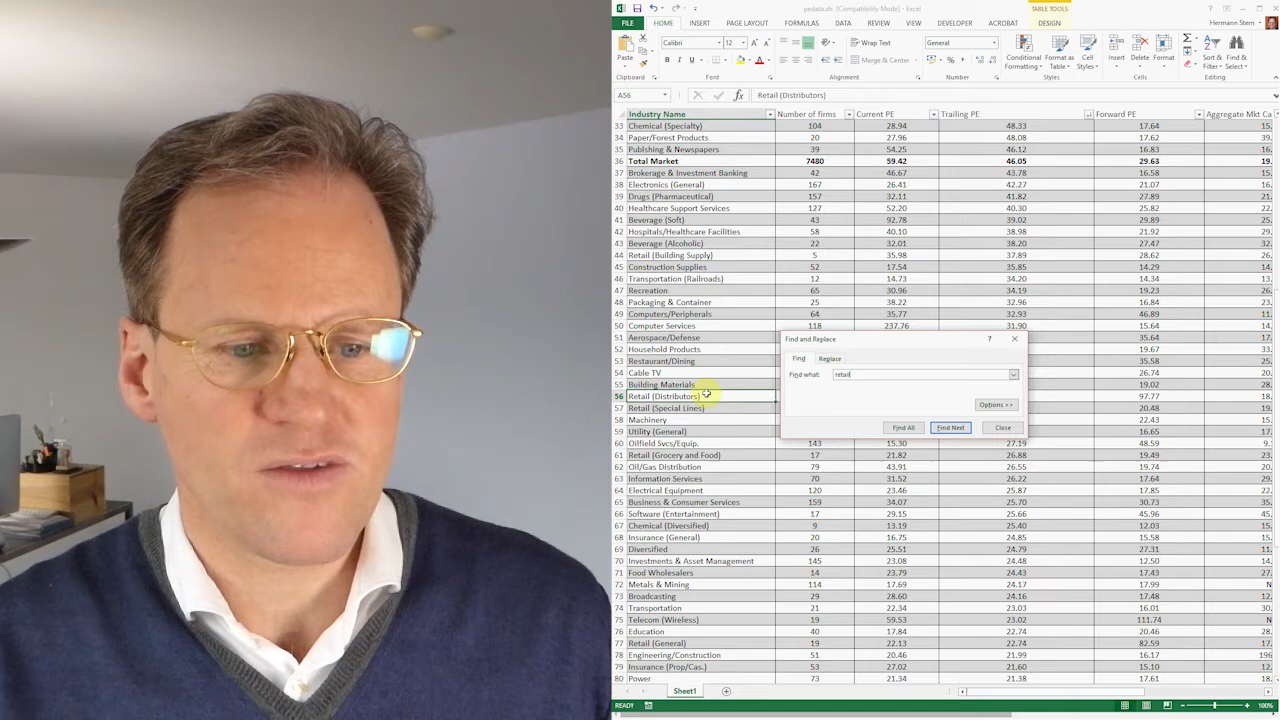 pedata.xls [Compatibility Mode] - Excel
TABLE TOOLS
FILE HOME INSERT PAGE LAYOUT FORMULAS DATA REVIEW VIEW DEVELOPER ACROBAT DESIGN Hermann Stern
Calibri 12 Wrap Text General
Paste Merge & Center Conditional Formatting Format as Table Cell Styles Insert Delete Format Sort & Filter Find & Select
Clipboard Font Alignment Number Styles Cells Editing
A56 Retail (Distributors)
Industry Name Number of firms Current PE Trailing PE Forward PE Aggregate Mkt Ca
33 Chemical (Specialty) 104 28.94 48.33 17.64 15.
34 Paper/Forest Products 20 27.96 48.08 17.62
35 Publshing & Newspapers 39 54.25 46.12 16.83
36 Total Market 7480 59.42 46.05 29.63 19.
37 Brokerage & Investment Banking 42 46.67 43.78 16.58
38 Electronics (General) 167 26.41 42.27 21.07 16.
39 Drugs (Pharmaceutical) 157 32.11 41.82 27.89
40 Healthcare Support Services 127 52.20 40.30 25.82
41 Beverage (Soft) 43 92.78 39.02 29.89
42 Hospitals/Healthcare Facilities 58 40.10 38.98 21.92
43 Beverage (Alcoholic) 22 32.01 38.20 27.47
44 Retail (Building Supply) 5 35.98 37.89 28.62 26.
45 Construction Supplies 52 17.54 35.85 14.29
46 Transportation (Railroads) 12 14.73 34.21 14.73
47 Recreation 65 30.96 34.19 19.23
48 Packaging & Container 25 38.22 32.96 16.84
49 Computers/Peripherals 64 33.06 46.89
50 Computer Services 118 237.76 31.90 15.64
51 Aerospace/Defense 35.64
52 Household Products 17.64
53 Restaurant/Dining 24.44
54 Cable TV 26.74 20.
55 Building Materials 19.02
56 Retail (Distributors) 97.77
57 Retail (Special Lines) 20.48
58 Machinery 22.43
59 Utility (General) 16.65
60 Oilfield Svcs/Equip. 143 15.30 27.19 48.59 9.
61 Retail (Grocery and Food) 17 21.82 26.88 19.49
62 Oil/Gas Distribution 79 43.91 26.55 19.74
63 Information Services 70 31.52 26.22 26.64
64 Electrical Equipment 120 23.46 25.87 17.85
65 Business & Consumer Services 159 34.07 25.70 30.73
66 Software (Entertainment) 17 29.15 25.66 45.96 45.
67 Chemical (Diversified) 9 13.19 25.40 12.03 15.
68 Insurance (General) 20 16.75 24.85 15.58
69 Diversified 26 25.51 24.79 27.31
70 Investments & Asset Management 145 23.08 24.48
71 Food Wholesalers 14 23.79 24.43 17.43 27.
72 Metals & Mining 114 17.69 24.17 17.99 N
73 Broadcasting 29 28.60 24.16 17.48 12.
74 Transportation 21 22.34 23.03 16.01 30.
75 Telecom (Wireless) 19 59.53 23.02 111.74 N
76 Education 40 17.84 22.74 20.46 28.
77 Retail (General) 19 22.13 22.74 82.59 17.
78 Engineering/Construction 51 20.46 21.99 16.17 196
79 Insurance (Prop/Cas.) 53 27.02 21.60 15.10 12.
80 Power 73 21.34 21.38 17.61 18.
Find and Replace
Find Replace
Find what: retail
Options >>
Find All Find Next Close
Sheet1
READY 100%